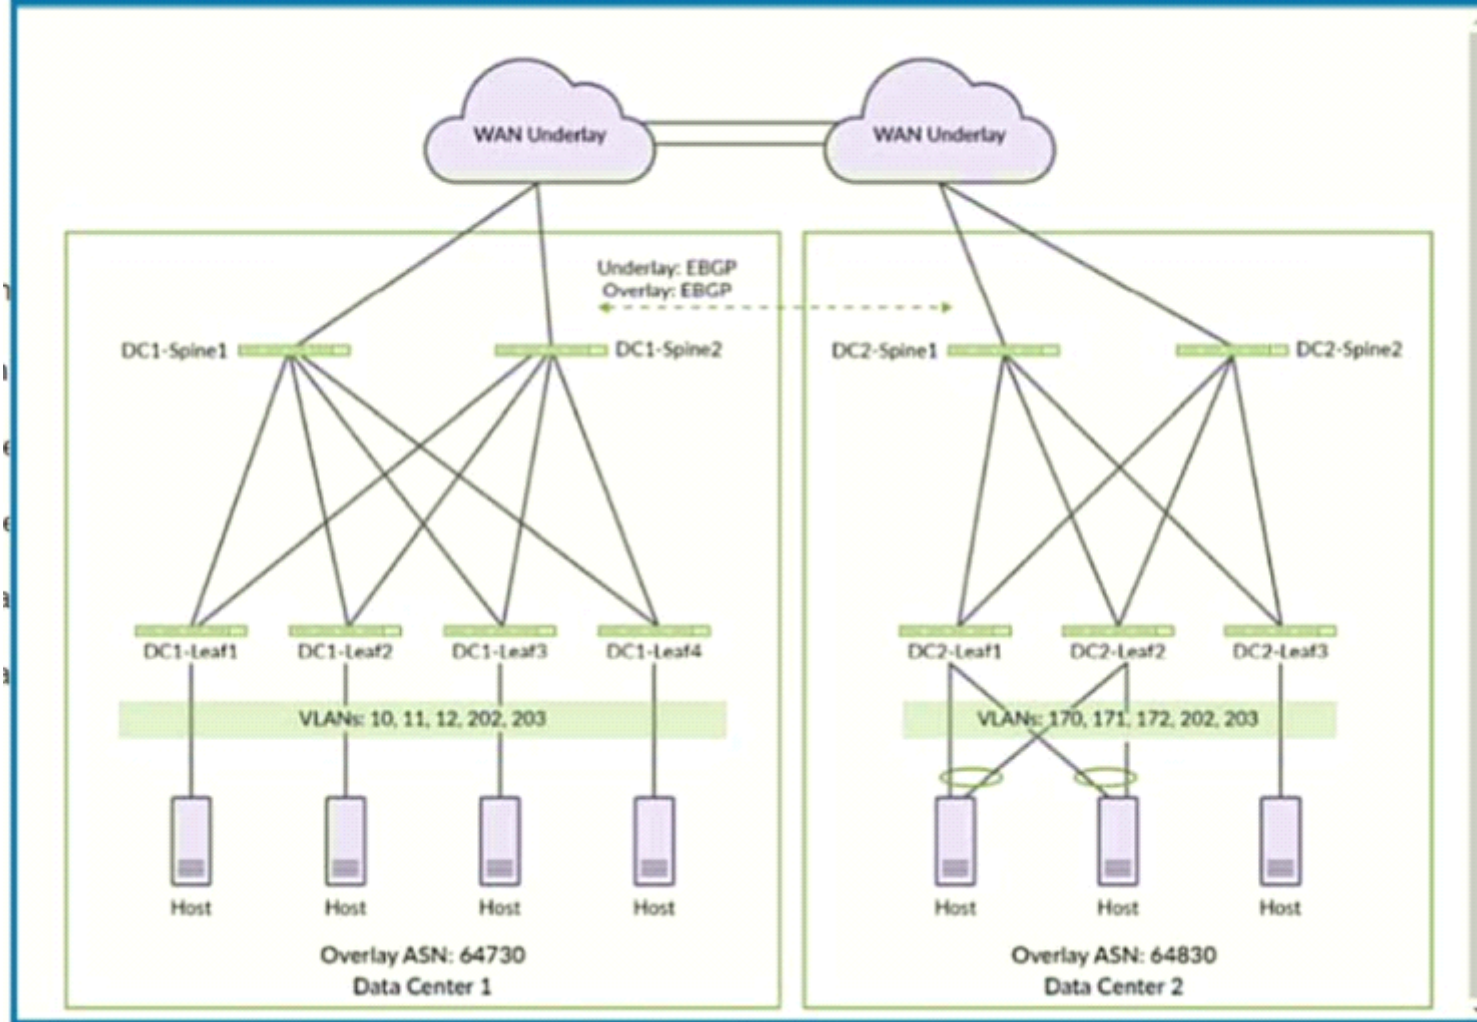 WAN Underlay
WAN Underlay
Underlay: EBGP
Overlay: EBGP
DC1-Spine1
DC1-Spine2
DC2-Spine1
DC2-Spine2
DC1-Leaf1
DC1-Leaf2
DC1-Leaf3
DC1-Leaf4
DC2-Leaf1
DC2-Leaf2
DC2-Leaf3
VLANs: 10, 11, 12, 202, 203
VLANs: 170, 171, 172, 202, 203
Host
Host
Host
Host
Host
Host
Host
Overlay ASN: 64730
Data Center 1
Overlay ASN: 64830
Data Center 2